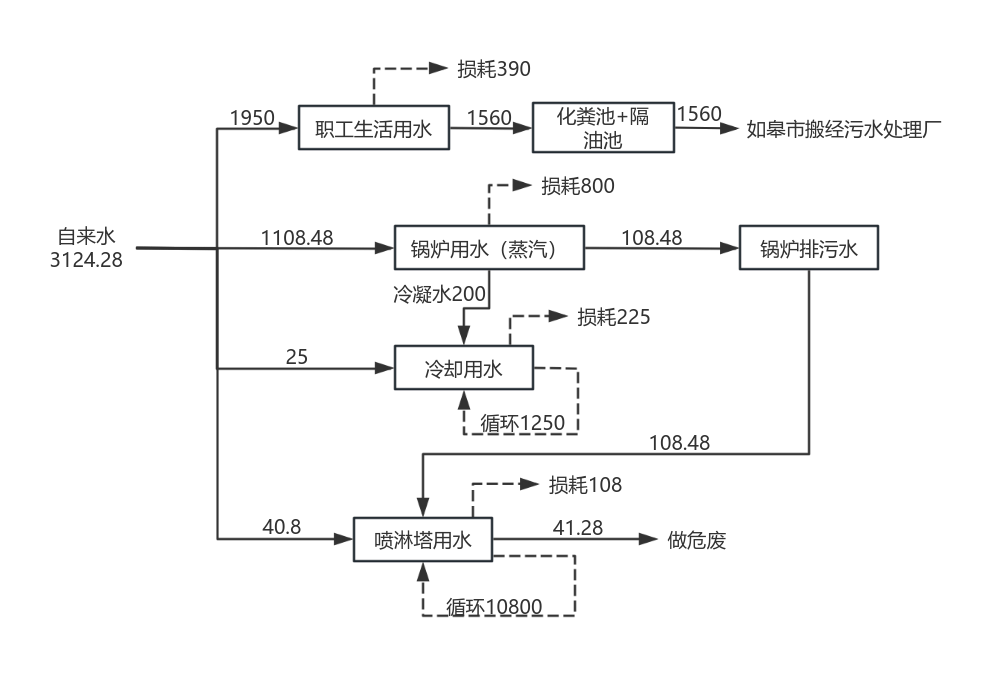 损耗390
1950
职工生活用水
1560
化粪池+隔
油池
1560
如皋市搬经污水处理厂
损耗800
自来水
3124.28
1108.48
锅炉用水（蒸汽）
108.48
锅炉排污水
冷凝水200
损耗225
25
冷却用水
循环1250
108.48
损耗108
40.8
喷淋塔用水
41.28
做危废
循环10800